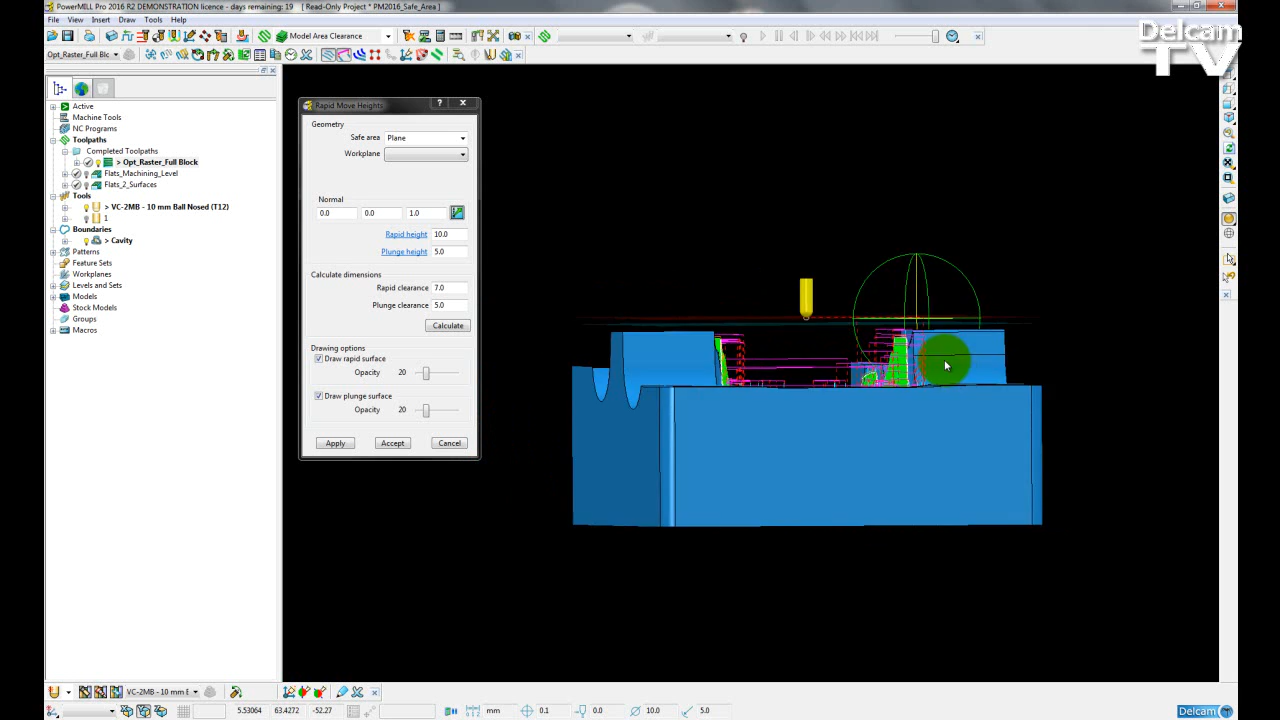 PowerMILL Pro 2016 R2 DEMONSTRATION licence - days remaining: 19 [ Read-Only Project * PM2016_Safe_Area ]
File View Insert Draw Tools Help
Model Area Clearance
Opt_Raster_Full Blc
Delcam
TV
Active
Machine Tools
NC Programs
Toolpaths
Completed Toolpaths
> Opt_Raster_Full Block
Flats_Machining_Level
Flats_2_Surfaces
Tools
> VC-2MB - 10 mm Ball Nosed (T12)
1
Boundaries
> Cavity
Patterns
Feature Sets
Workplanes
Levels and Sets
Models
Stock Models
Groups
Macros
Rapid Move Heights
Geometry
Safe area Plane
Workplane
Normal
0.0 0.0 1.0
Rapid height 10.0
Plunge height 5.0
Calculate dimensions
Rapid clearance 7.0
Plunge clearance 5.0
Calculate
Drawing options
Draw rapid surface
Opacity 20
Draw plunge surface
Opacity 20
Apply Accept Cancel
VC-2MB - 10 mm E
5.53064 63.4272 -52.27 mm 0.1 0.0 10.0 5.0
Delcam